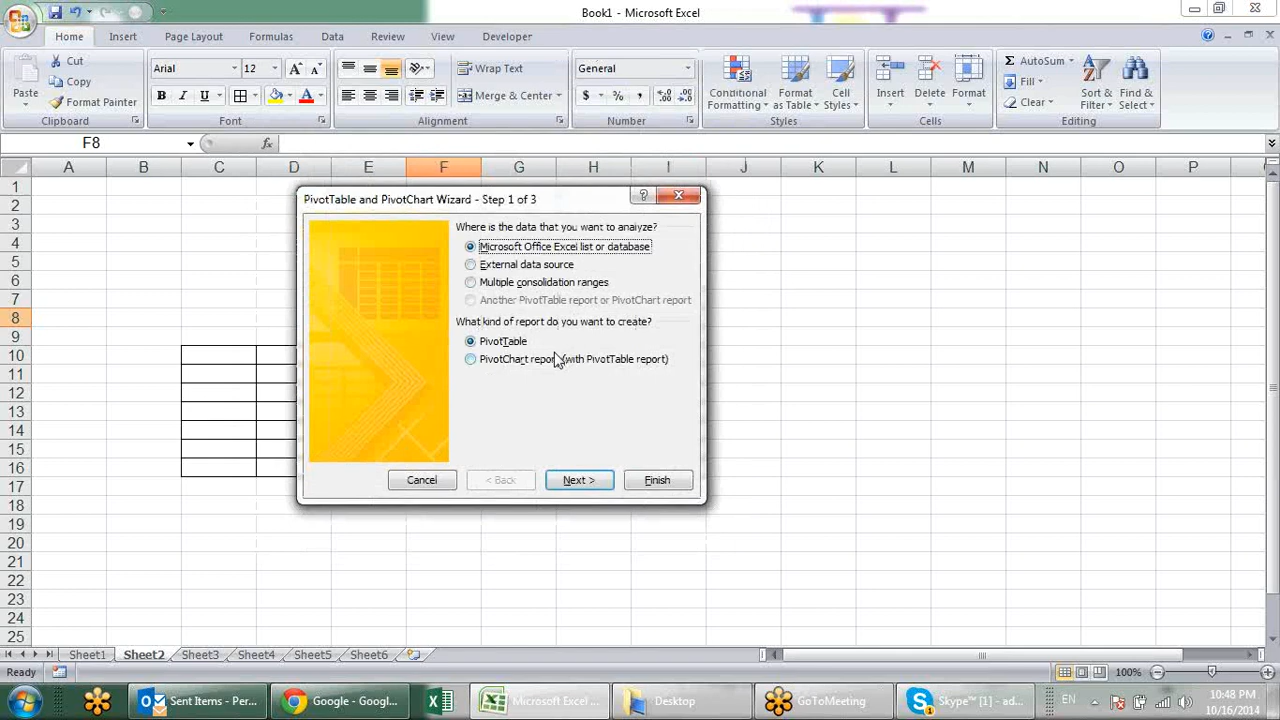 Book1 - Microsoft Excel
Home Insert Page Layout Formulas Data Review View Developer
Paste
Cut
Copy
Format Painter
Clipboard
Arial 12
B I U
Font
Wrap Text
Merge & Center
Alignment
General
$ % ,
Number
Conditional Formatting
Format as Table
Cell Styles
Styles
Insert Delete Format
Cells
AutoSum
Fill
Clear
Sort & Filter
Find & Select
Editing
F8 fx
A B C D E F G H I J K L M N O P
1
2
3
4
5
6
7
8
9
10
11
12
13
14
15
16
17
18
19
20
21
22
23
24
25
PivotTable and PivotChart Wizard - Step 1 of 3
Where is the data that you want to analyze?
Microsoft Office Excel list or database
External data source
Multiple consolidation ranges
Another PivotTable report or PivotChart report
What kind of report do you want to create?
PivotTable
PivotChart report (with PivotTable report)
Cancel < Back Next > Finish
Sheet1 Sheet2 Sheet3 Sheet4 Sheet5 Sheet6
Ready 100%
Sent Items - Per...
Google - Google...
Microsoft Excel ...
Desktop
GoToMeeting
Skype™ [1] - ad...
EN
10:48 PM
10/16/2014